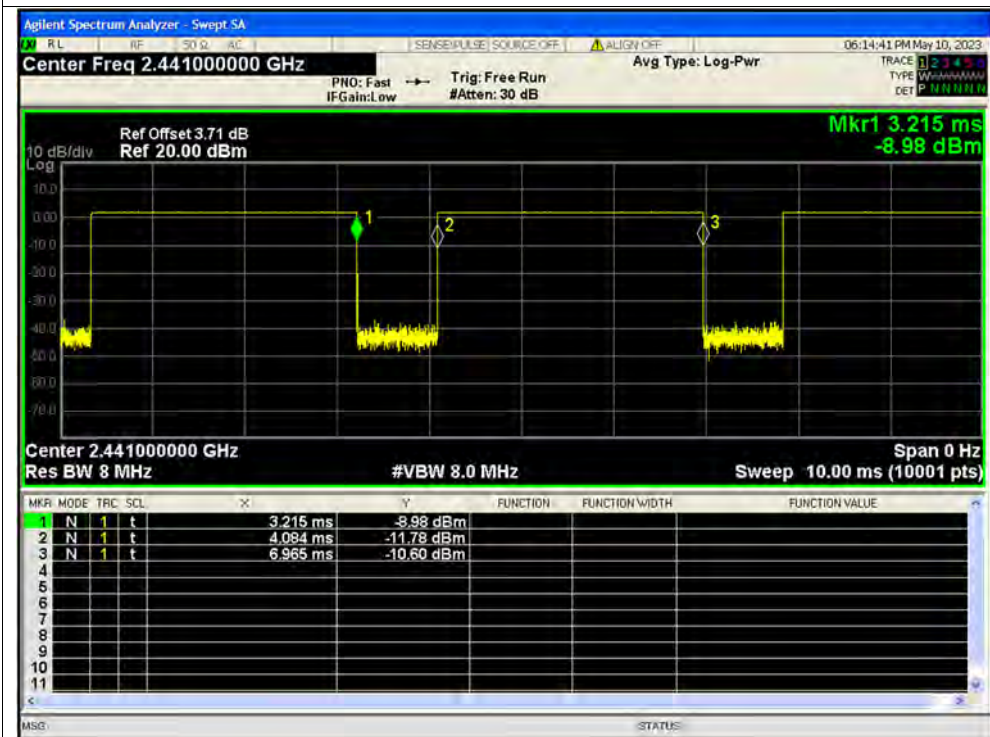 Agilent Spectrum Analyzer - Swept SA
RL RF 50 Ω AC SENSE:PULSE SOURCE OFF ALIGN OFF 06:14:41 PM May 10, 2023
Center Freq 2.441000000 GHz Avg Type: Log-Pwr TRACE 1 2 3 4 5 6
PNO: Fast Trig: Free Run TYPE W
IFGain:Low #Atten: 30 dB DET P N N N N N
Mkr1 3.215 ms
Ref Offset 3.71 dB -8.98 dBm
10 dB/div Ref 20.00 dBm
Log
10.0
0.00
-10.0
-20.0
-30.0
-40.0
-50.0
-60.0
-70.0
1
2
3
Center 2.441000000 GHz Span 0 Hz
Res BW 8 MHz #VBW 8.0 MHz Sweep 10.00 ms (10001 pts)
MKR MODE TRC SCL X Y FUNCTION FUNCTION WIDTH FUNCTION VALUE
1 N 1 t 3.215 ms -8.98 dBm
2 N 1 t 4.084 ms -11.78 dBm
3 N 1 t 6.965 ms -10.60 dBm
4
5
6
7
8
9
10
11
MSG STATUS